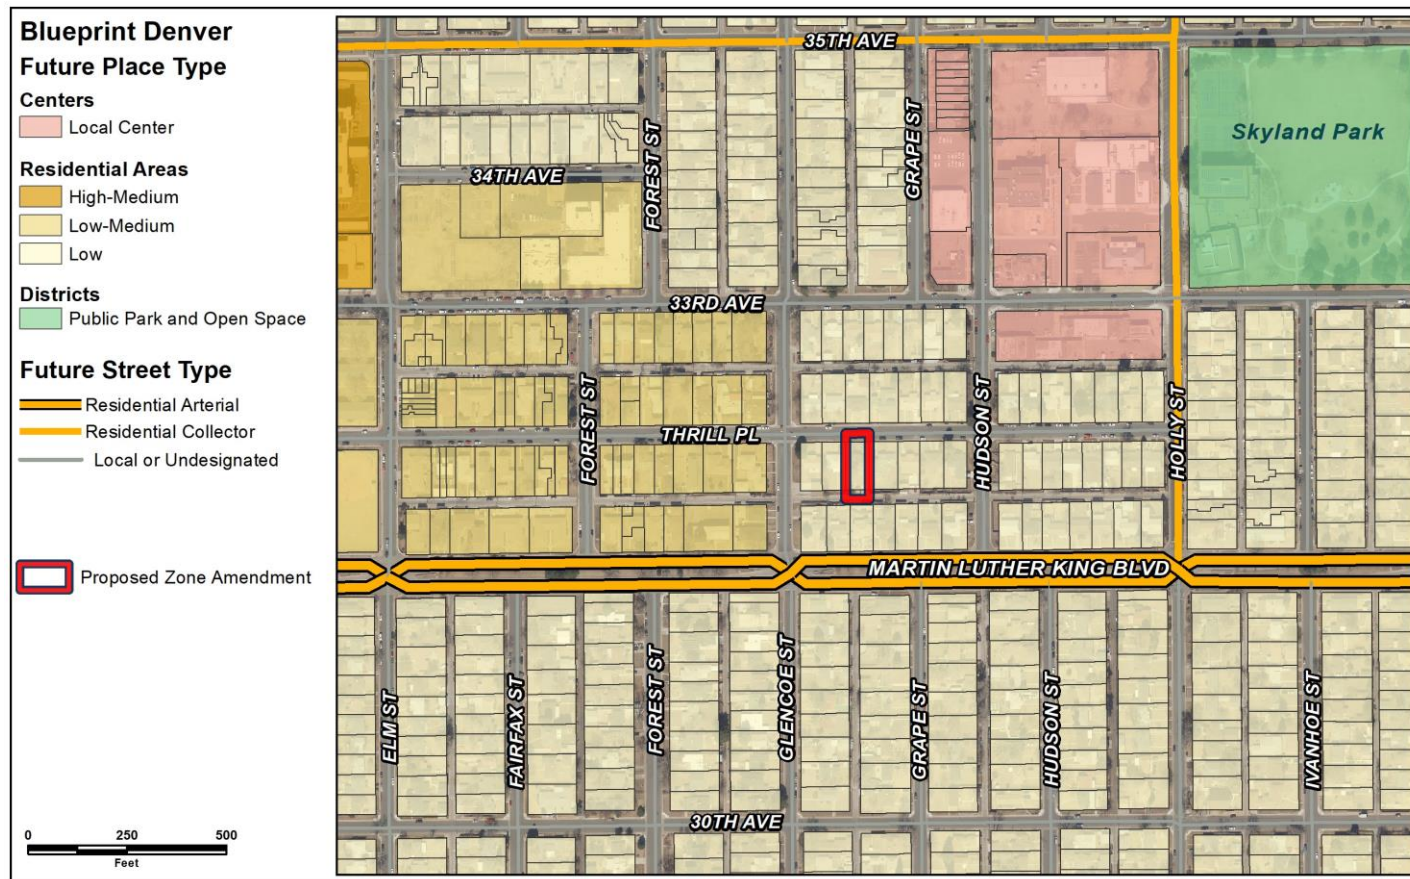 Blueprint Denver
Future Place Type
Centers
Local Center
Residential Areas
High-Medium
Low-Medium
Low
Districts
Public Park and Open Space
Future Street Type
Residential Arterial
Residential Collector
Local or Undesignated
Proposed Zone Amendment
0 250 500
Feet
35TH AVE
Skyland Park
FOREST ST
GRAPE ST
34TH AVE
33RD AVE
FOREST ST
THRILL PL
HUDSON ST
HOLLY ST
MARTIN LUTHER KING BLVD
ELM ST
FAIRFAX ST
FOREST ST
GLENCOE ST
GRAPE ST
HUDSON ST
IVANHOE ST
30TH AVE